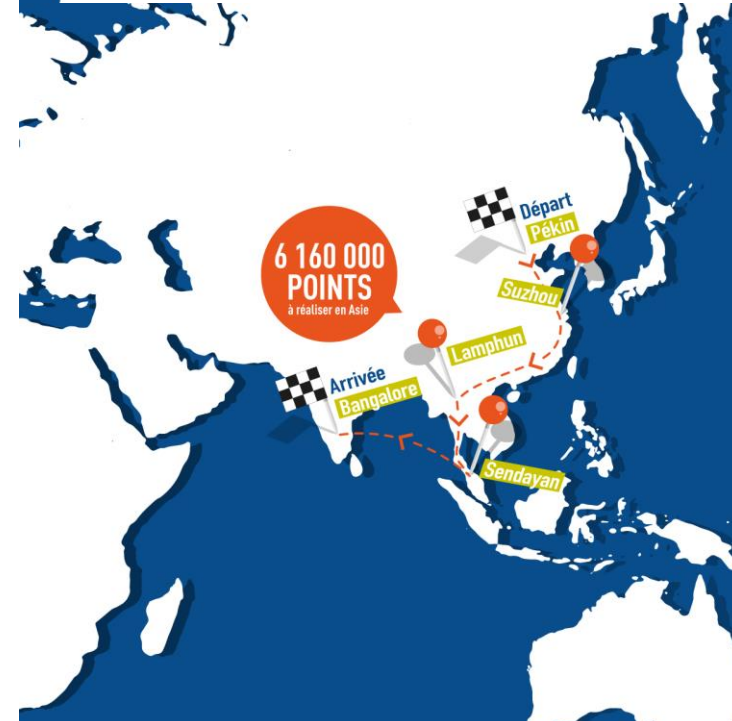 Départ
Pékin
Suzhou
6 160 000
POINTS
à réaliser en Asie
Lamphun
Arrivée
Bangalore
Sendayan